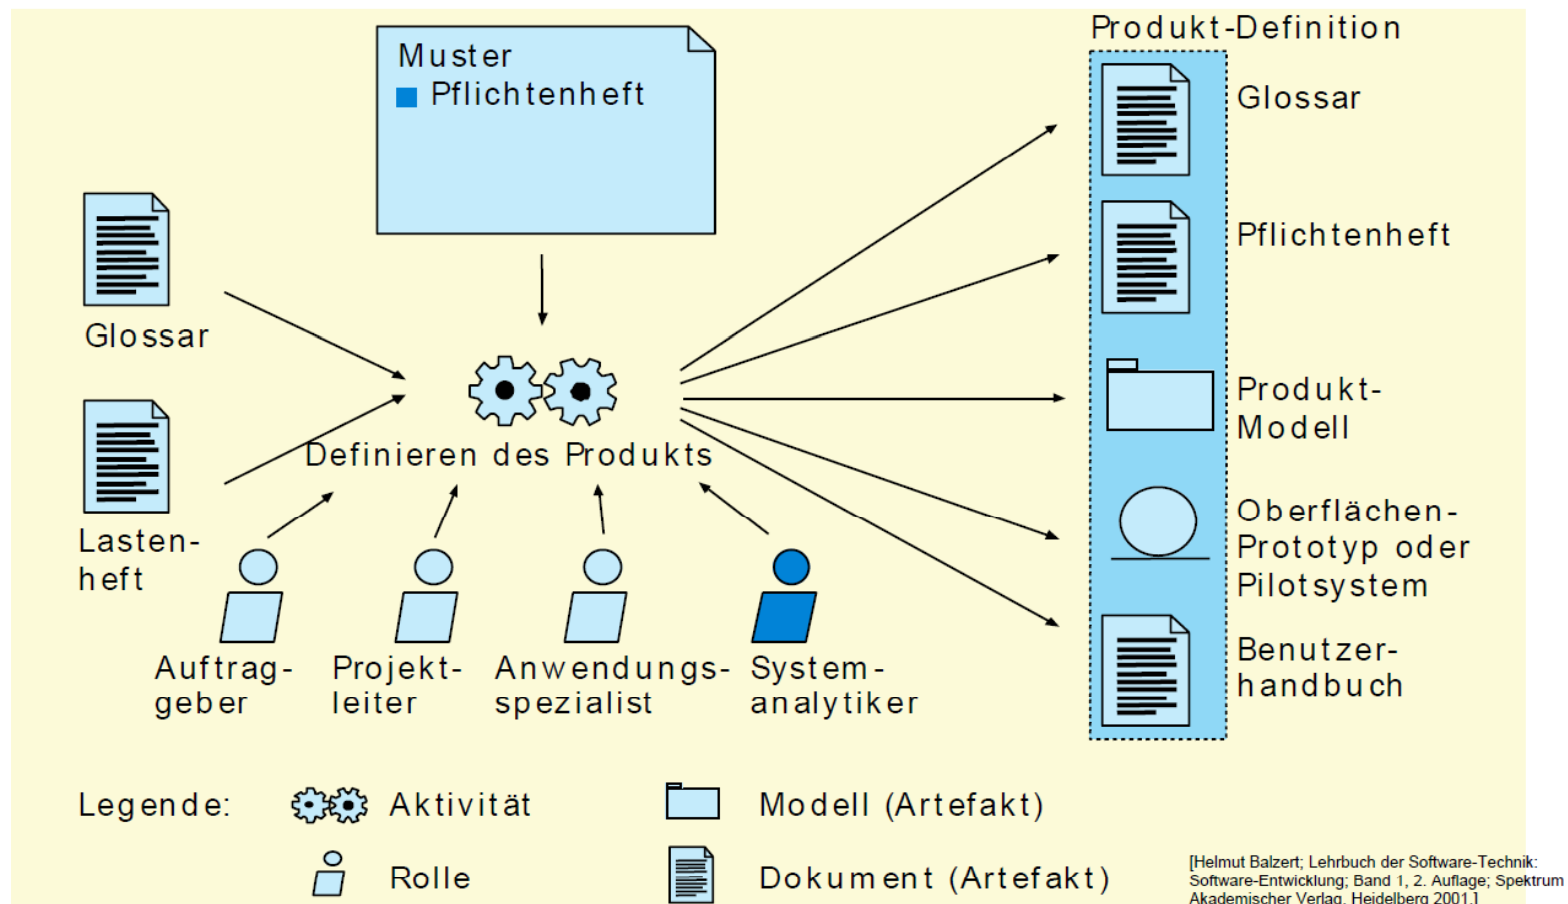 Produkt-Definition
Muster
Pflichtenheft
Glossar
Pflichtenheft
Glossar
Produkt-
Modell
Definieren des Produkts
Lasten-
heft
Oberflächen-
Prototyp oder
Pilotsystem
Auftrag-
geber
Projekt-
leiter
Anwendungs-
spezialist
System-
analytiker
Benutzer-
handbuch
Legende:
Aktivität
Modell (Artefakt)
Rolle
Dokument (Artefakt)
[Helmut Balzert; Lehrbuch der Software-Technik:
Software-Entwicklung; Band 1, 2. Auflage; Spektrum
Akademischer Verlag, Heidelberg 2001.]